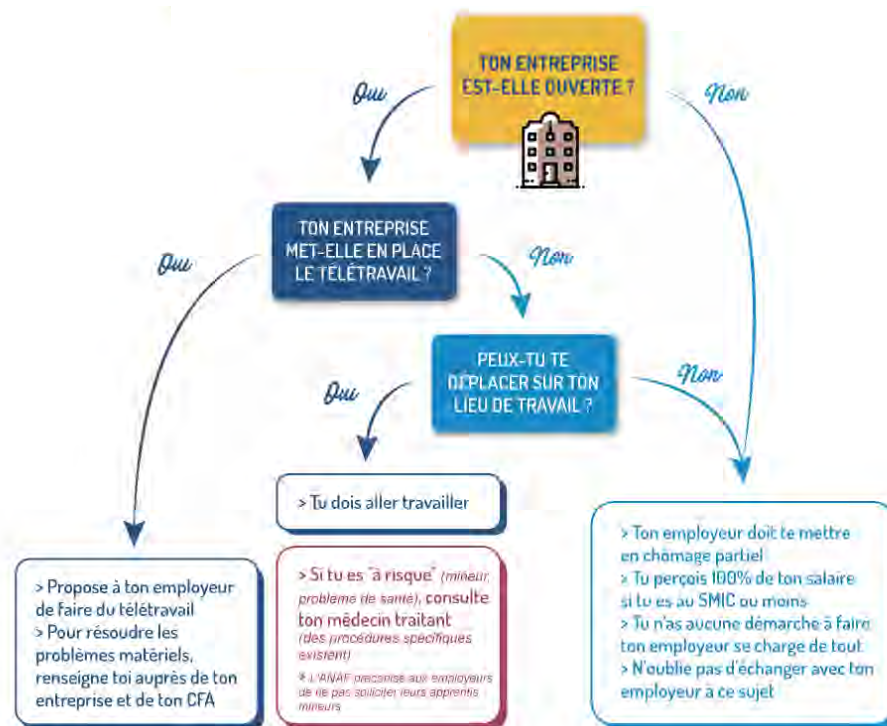 TON ENTREPRISE
EST-ELLE OUVERTE ?
Oui
Non
TON ENTREPRISE
MET-ELLE EN PLACE
LE TÉLÉTRAVAIL ?
Oui
Non
PEUX-TU TE
DÉPLACER SUR TON
LIEU DE TRAVAIL ?
Oui
Non
> Tu dois aller travailler
> Propose à ton employeur
de faire du télétravail
> Pour résoudre les
problèmes matériels,
renseigne toi auprès de ton
entreprise et de ton CFA
> Si tu es "à risque" (mineur,
problème de santé), consulte
ton médecin traitant
(des procédures spécifiques
existent)
* L'ANAF préconise aux employeurs
de ne pas solliciter leurs apprentis
mineurs
> Ton employeur doit te mettre
en chômage partiel
> Tu perçois 100% de ton salaire
si tu es au SMIC ou moins
> Tu n'as aucune démarche à faire
ton employeur se charge de tout
> N'oublie pas d'échanger avec ton
employeur à ce sujet